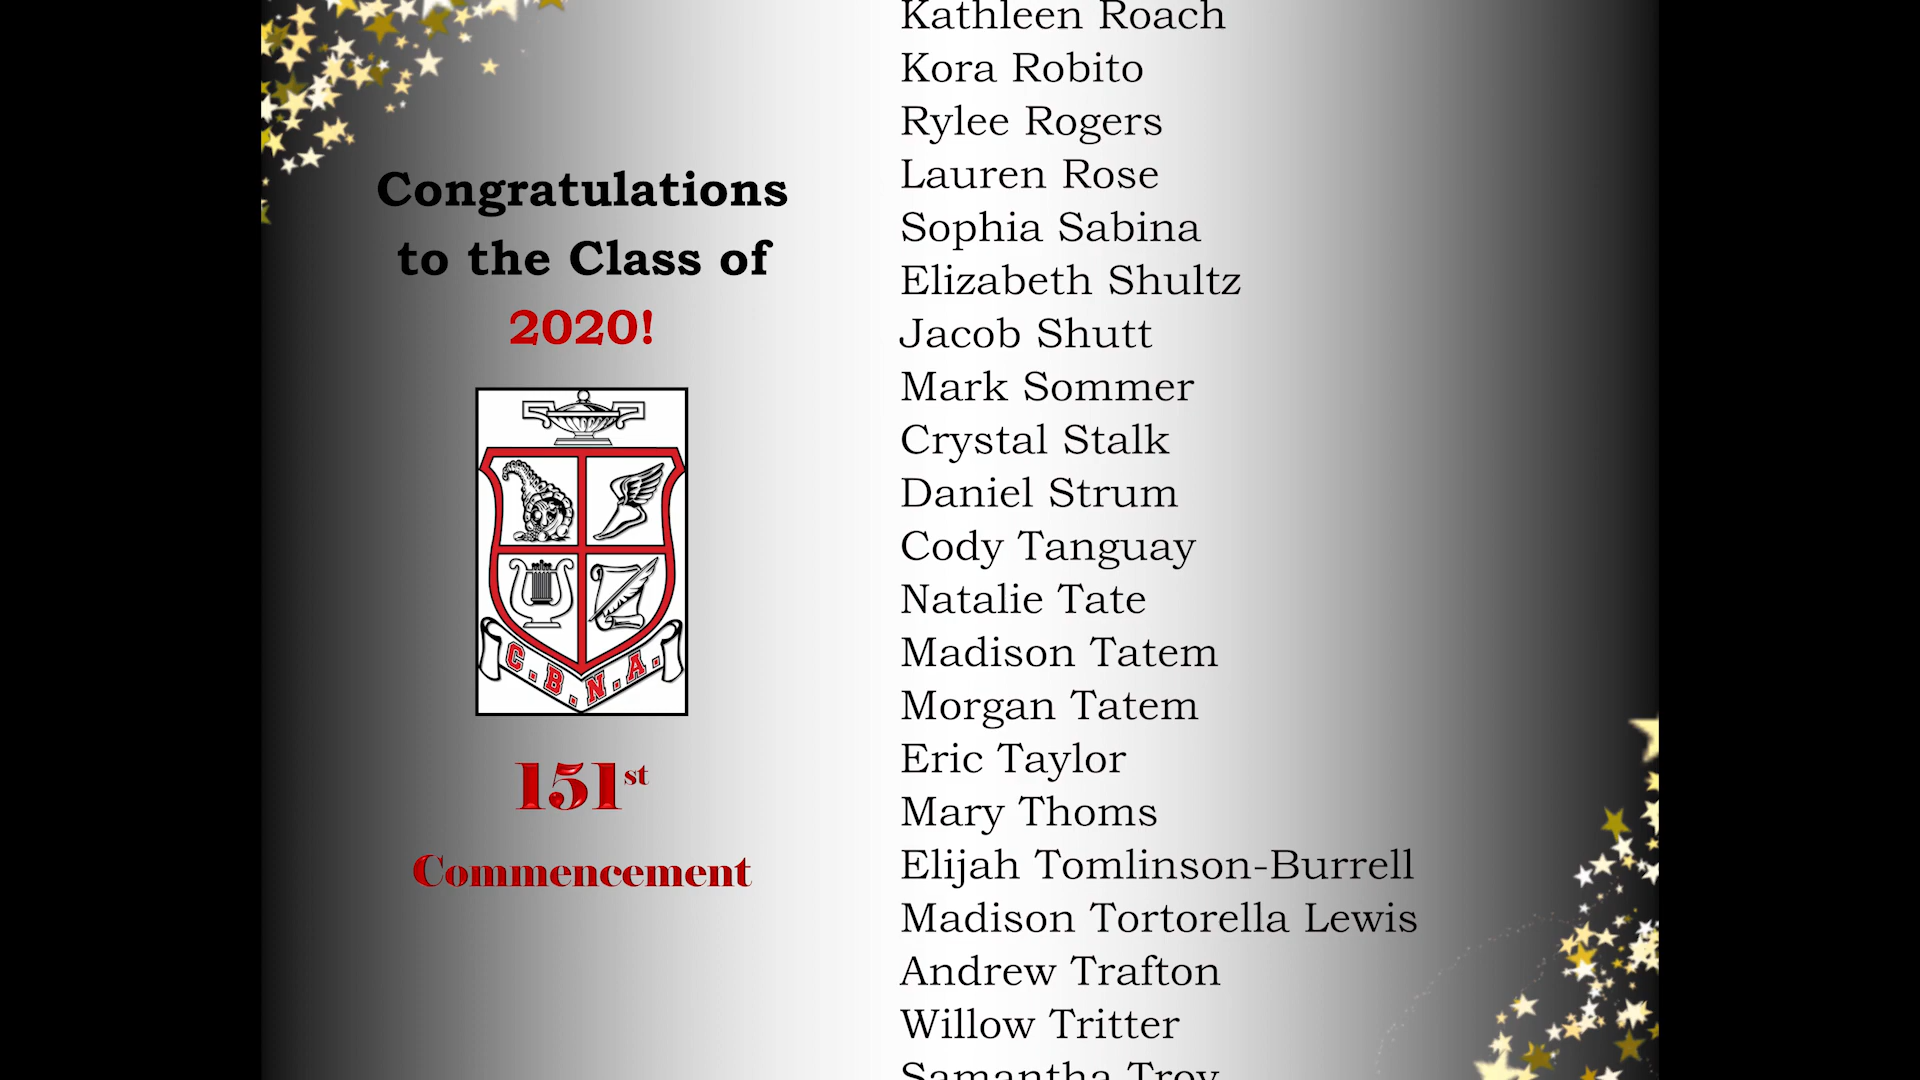 Congratulations
to the Class of
2020!
C.B.N.A.
151st
Commencement
Kathleen Roach
Kora Robito
Rylee Rogers
Lauren Rose
Sophia Sabina
Elizabeth Shultz
Jacob Shutt
Mark Sommer
Crystal Stalk
Daniel Strum
Cody Tanguay
Natalie Tate
Madison Tatem
Morgan Tatem
Eric Taylor
Mary Thoms
Elijah Tomlinson-Burrell
Madison Tortorella Lewis
Andrew Trafton
Willow Tritter
Samantha Troy